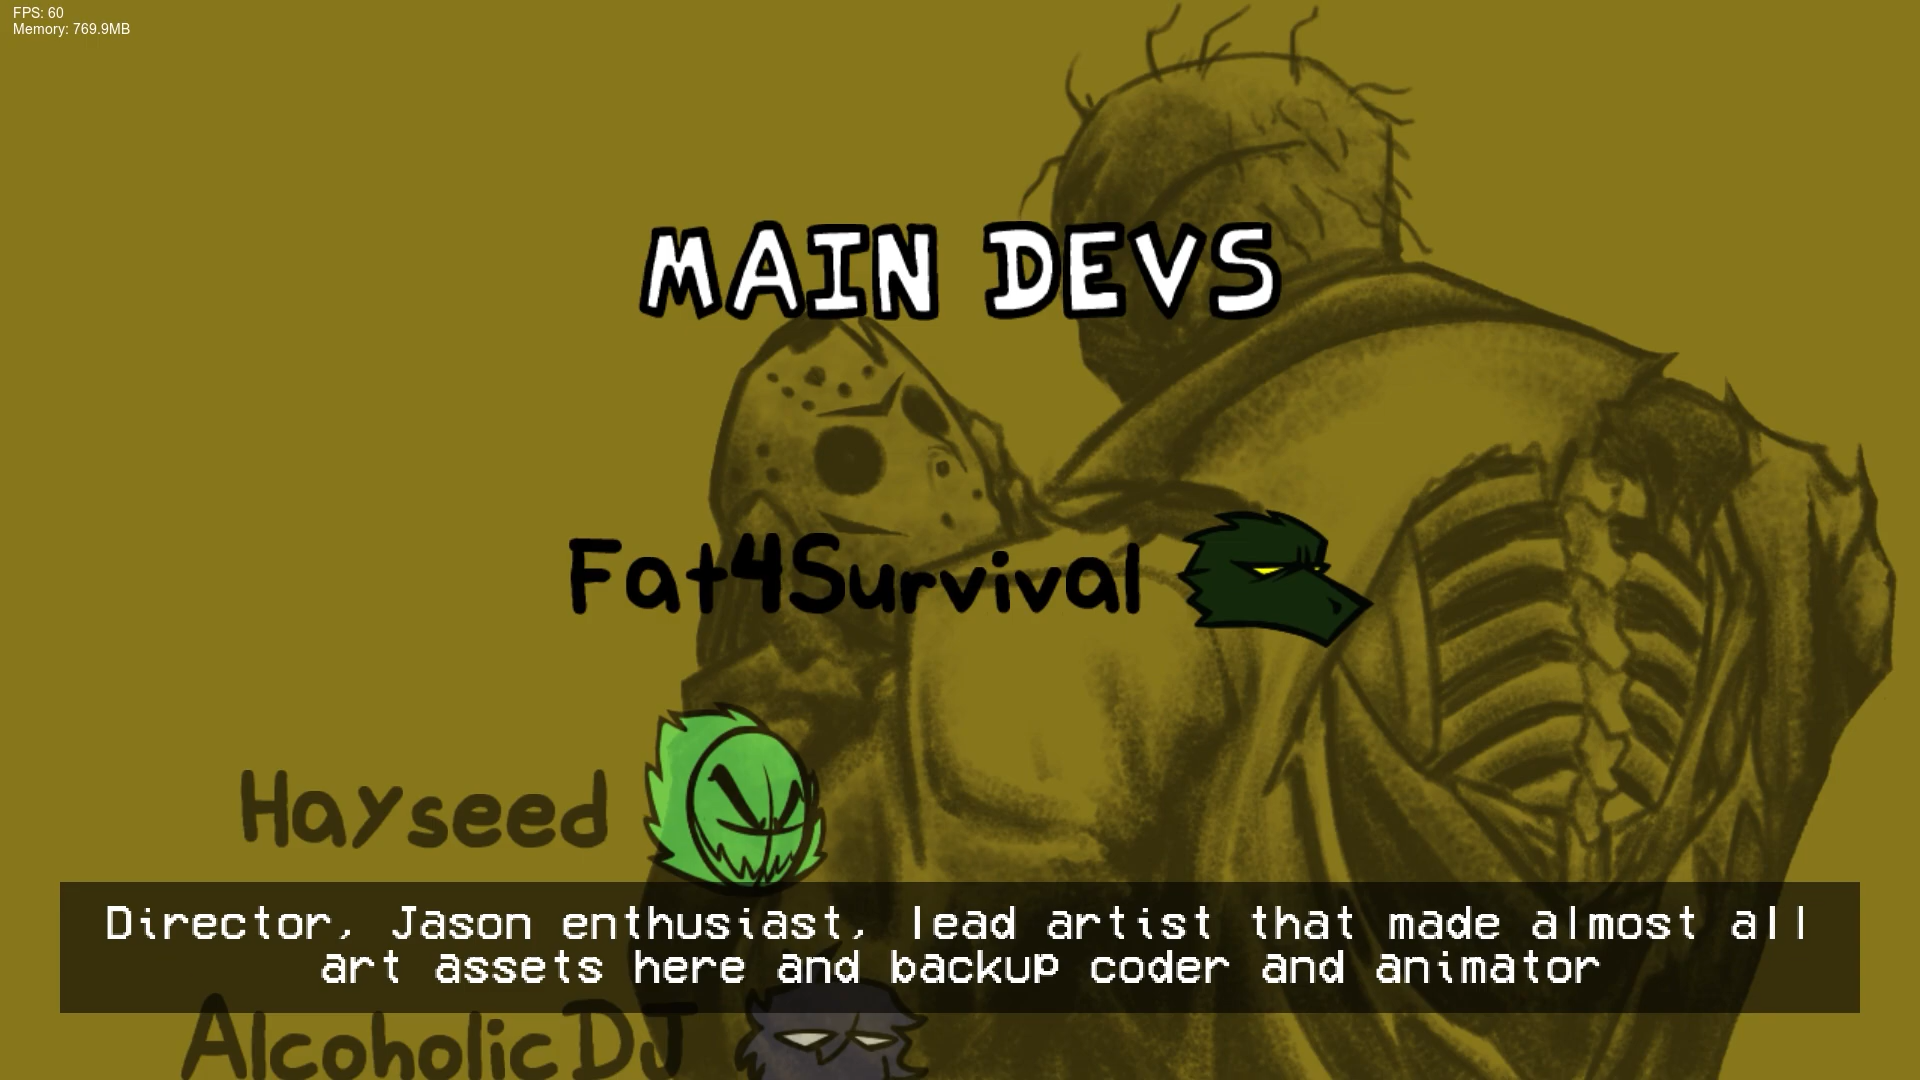 FPS: 60
Memory: 769.9MB
MAIN DEVS
Fat4Survival
Hayseed
Director, Jason enthusiast, lead artist that made almost all
art assets here and backup coder and animator
AlcoholicDJ